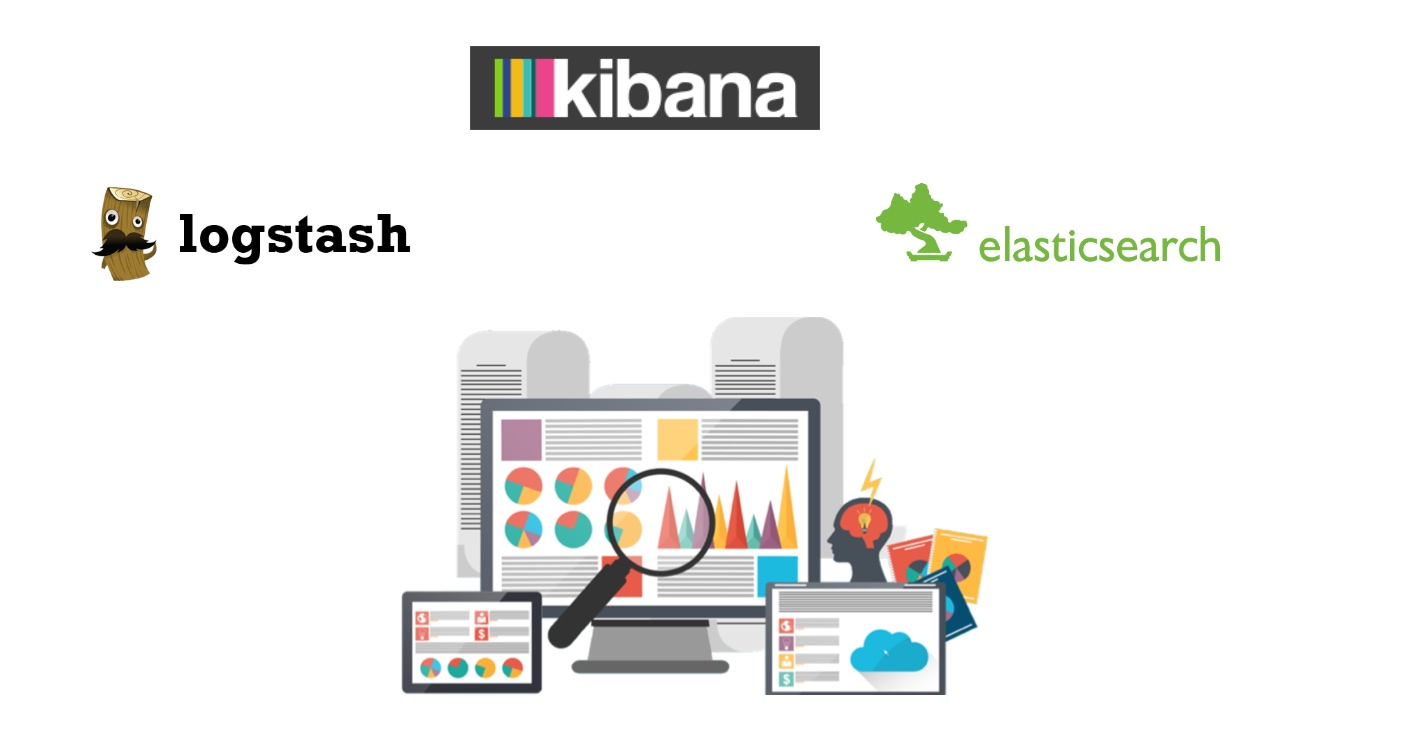 kibana
logstash
elasticsearch
$
$